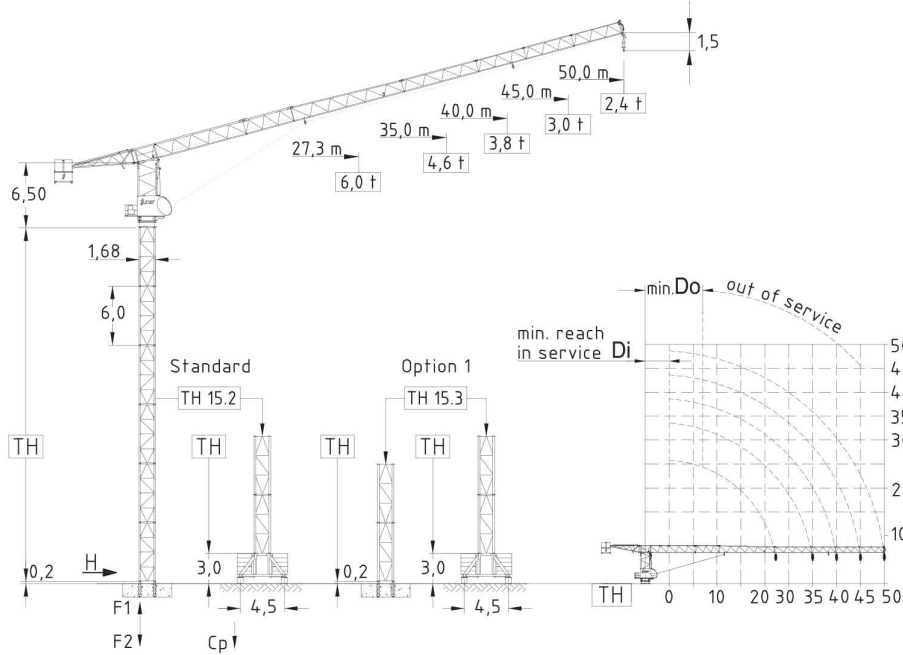 1,5
50,0 m
2,4 t
45,0 m
3,0 t
40,0 m
3,8 t
35,0 m
4,6 t
27,3 m
6,0 t
6,50
1,68
6,0
TH
H
0,2
F1
F2
Standard
TH 15.2
TH
3,0
4,5
Cp
Option 1
TH 15.3
TH
0,2
TH
3,0
4,5
min.Do
out of service
min. reach
in service Di
TH
0 10 20 30 35 40 45 50